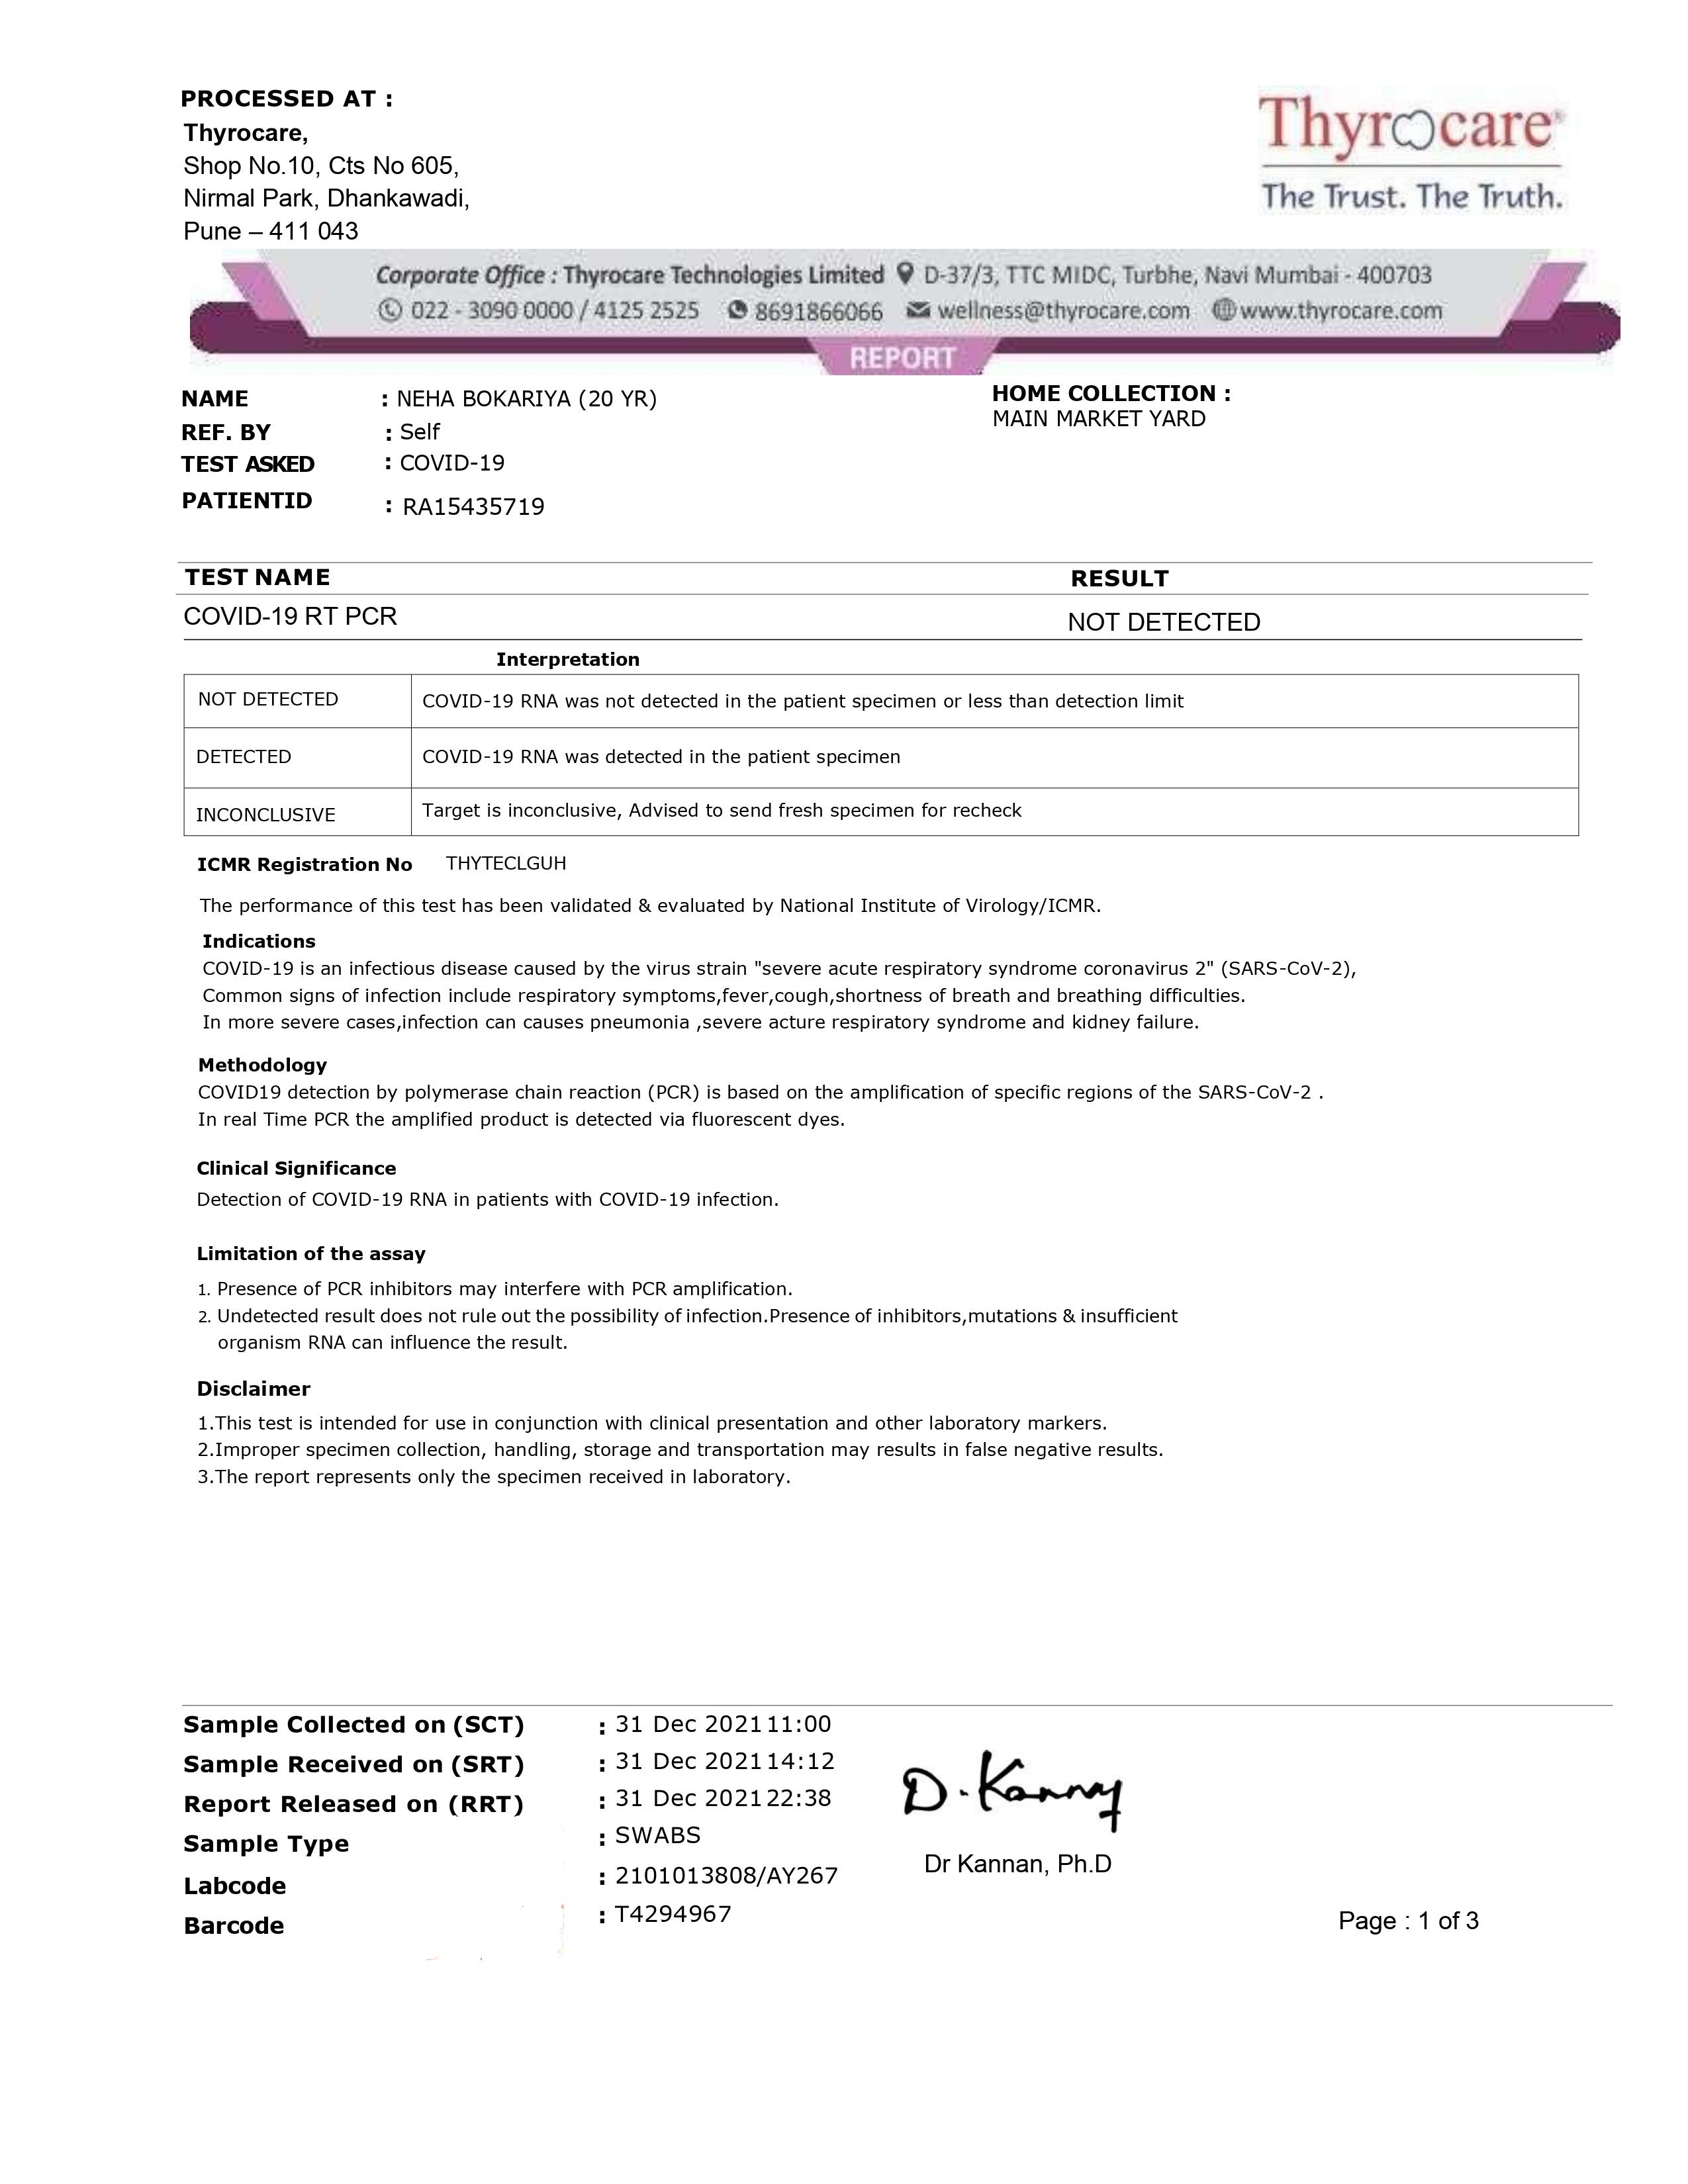 PROCESSED AT :
Thyrocare,
Shop No.10, Cts No 605,
Nirmal Park, Dhankawadi,
Pune – 411 043
Thyrocare®
The Trust. The Truth.
Corporate Office : Thyrocare Technologies Limited D-37/3, TTC MIDC, Turbhe, Navi Mumbai - 400703
022 - 3090 0000 / 4125 2525 8691866066 wellness@thyrocare.com www.thyrocare.com
REPORT
NAME : NEHA BOKARIYA (20 YR)
REF. BY : Self
TEST ASKED : COVID-19
PATIENTID : RA15435719
HOME COLLECTION :
MAIN MARKET YARD
TEST NAME RESULT
COVID-19 RT PCR NOT DETECTED
Interpretation
NOT DETECTED COVID-19 RNA was not detected in the patient specimen or less than detection limit
DETECTED COVID-19 RNA was detected in the patient specimen
INCONCLUSIVE Target is inconclusive, Advised to send fresh specimen for recheck
ICMR Registration No THYTECLGUH
The performance of this test has been validated & evaluated by National Institute of Virology/ICMR.
Indications
COVID-19 is an infectious disease caused by the virus strain "severe acute respiratory syndrome coronavirus 2" (SARS-CoV-2),
Common signs of infection include respiratory symptoms,fever,cough,shortness of breath and breathing difficulties.
In more severe cases,infection can causes pneumonia ,severe acture respiratory syndrome and kidney failure.
Methodology
COVID19 detection by polymerase chain reaction (PCR) is based on the amplification of specific regions of the SARS-CoV-2 .
In real Time PCR the amplified product is detected via fluorescent dyes.
Clinical Significance
Detection of COVID-19 RNA in patients with COVID-19 infection.
Limitation of the assay
1. Presence of PCR inhibitors may interfere with PCR amplification.
2. Undetected result does not rule out the possibility of infection.Presence of inhibitors,mutations & insufficient
organism RNA can influence the result.
Disclaimer
1.This test is intended for use in conjunction with clinical presentation and other laboratory markers.
2.Improper specimen collection, handling, storage and transportation may results in false negative results.
3.The report represents only the specimen received in laboratory.
Sample Collected on (SCT) : 31 Dec 2021 11:00
Sample Received on (SRT) : 31 Dec 2021 14:12
Report Released on (RRT) : 31 Dec 2021 22:38
Sample Type : SWABS
Labcode : 2101013808/AY267
Barcode : T4294967
D. Kannan
Dr Kannan, Ph.D
Page : 1 of 3